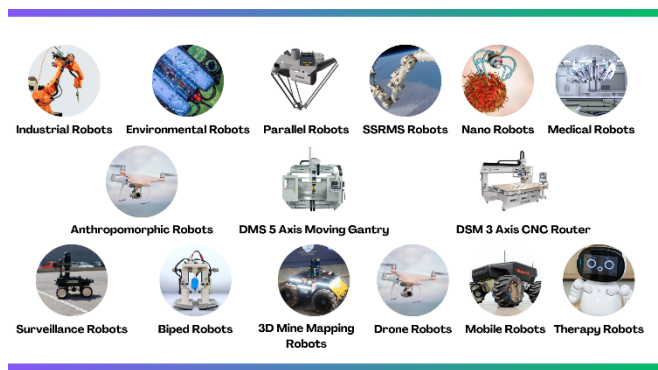 Industrial Robots
Environmental Robots
Parallel Robots
SSRMS Robots
Nano Robots
Medical Robots
Anthropomorphic Robots
DMS 5 Axis Moving Gantry
DSM 3 Axis CNC Router
Surveillance Robots
Biped Robots
3D Mine Mapping
Robots
Drone Robots
Mobile Robots
Therapy Robots